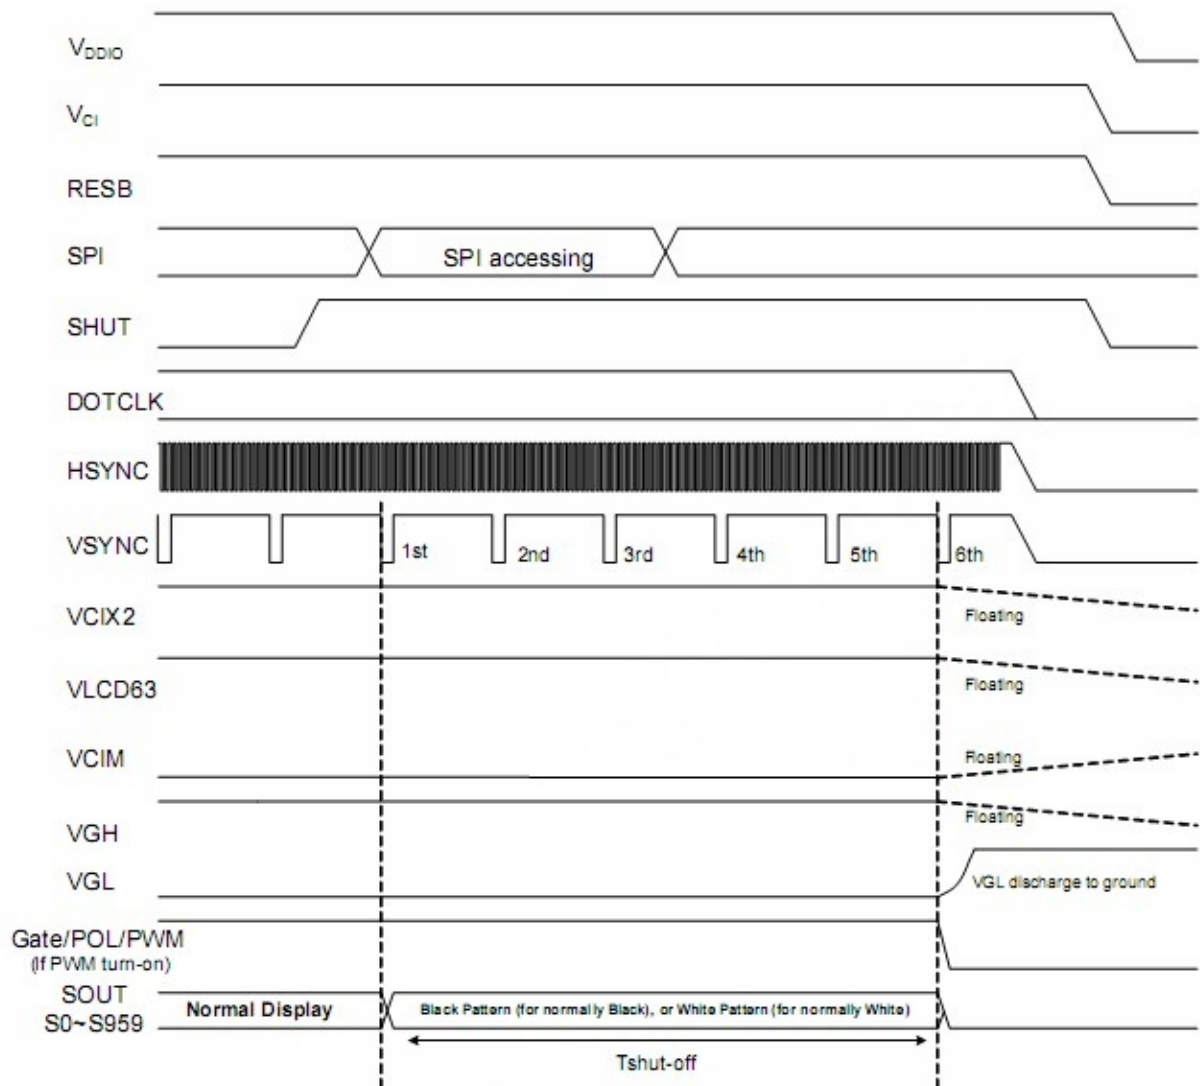 VDDIO
VCI
RESB
SPI
SPI accessing
SHUT
DOTCLK
HSYNC
VSYNC
1st 2nd 3rd 4th 5th 6th
VCIX2
Floating
VLCD63
Floating
VCIM
Floating
VGH
Floating
VGL
VGL discharge to ground
Gate/POL/PWM
(If PWM turn-on)
SOUT
S0~S959
Normal Display
Black Pattern (for normally Black), or White Pattern (for normally White)
Tshut-off